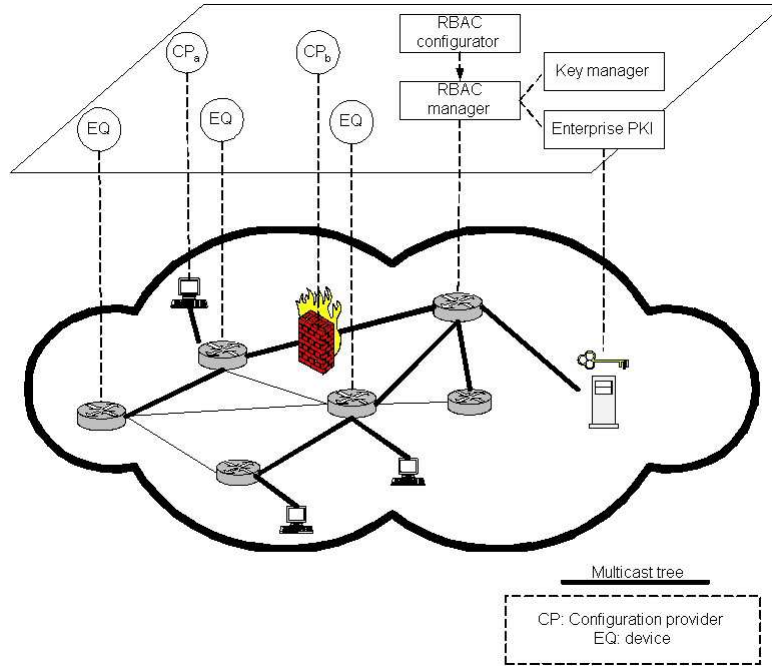 RBAC
configurator
CPa
CPb
Key manager
RBAC
manager
EQ
EQ
EQ
Enterprise PKI
Multicast tree
CP: Configuration provider
EQ: device